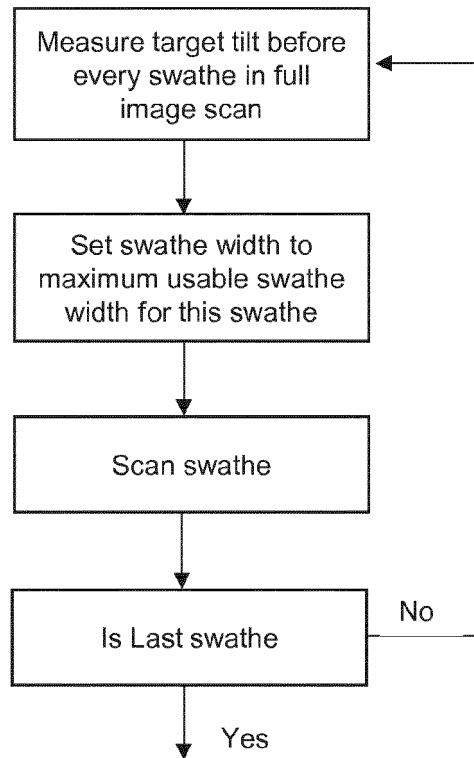 Measure target tilt before
every swathe in full
image scan
Set swathe width to
maximum usable swathe
width for this swathe
Scan swathe
Is Last swathe
No
Yes